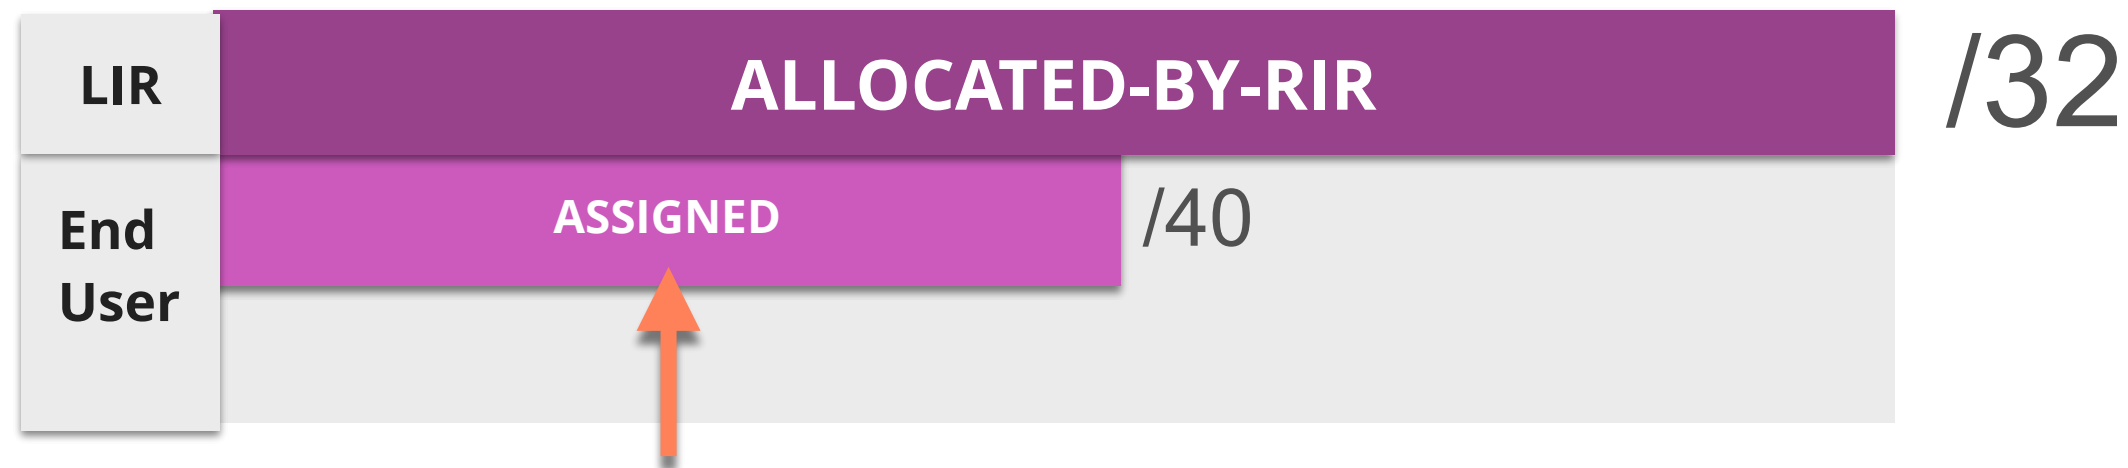 LIR
ALLOCATED-BY-RIR
/32
End
User
ASSIGNED
/40